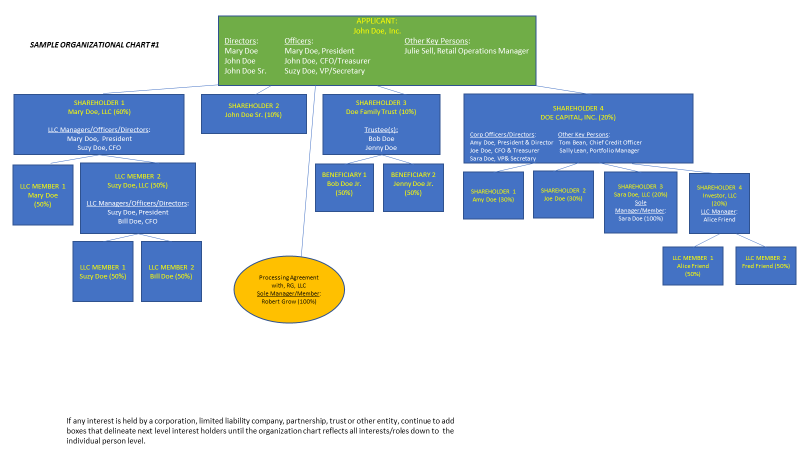 SAMPLE ORGANIZATIONAL CHART #1
APPLICANT:
John Doe, Inc.
Directors:
Mary Doe
John Doe
John Doe Sr.
Officers:
Mary Doe, President
John Doe, CFO/Treasurer
Suzy Doe, VP/Secretary
Other Key Persons:
Julie Sell, Retail Operations Manager
SHAREHOLDER 1
Mary Doe, LLC (60%)
LLC Managers/Officers/Directors:
Mary Doe, President
Suzy Doe, CFO
SHAREHOLDER 2
John Doe Sr. (10%)
SHAREHOLDER 3
Doe Family Trust (10%)
Trustee(s):
Bob Doe
Jenny Doe
SHAREHOLDER 4
DOE CAPITAL, INC. (20%)
Corp Officers/Directors:
Amy Doe, President & Director
Joe Doe, CFO & Treasurer
Sara Doe, VP& Secretary
Other Key Persons:
Tom Bean, Chief Credit Officer
Sally Lean, Portfolio Manager
LLC MEMBER 1
Mary Doe
(50%)
LLC MEMBER 2
Suzy Doe, LLC (50%)
LLC Managers/Officers/Directors:
Suzy Doe, President
Bill Doe, CFO
BENEFICIARY 1
Bob Doe Jr.
(50%)
BENEFICIARY 2
Jenny Doe Jr.
(50%)
SHAREHOLDER 1
Amy Doe (30%)
SHAREHOLDER 2
Joe Doe (30%)
SHAREHOLDER 3
Sara Doe, LLC (20%)
Sole
Manager/Member:
Sara Doe (100%)
SHAREHOLDER 4
Investor, LLC
(20%)
LLC Manager:
Alice Friend
LLC MEMBER 1
Suzy Doe (50%)
LLC MEMBER 2
Bill Doe (50%)
Processing Agreement
with, RG, LLC
Sole Manager/Member:
Robert Grow (100%)
LLC MEMBER 1
Alice Friend
(50%)
LLC MEMBER 2
Fred Friend (50%)
If any interest is held by a corporation, limited liability company, partnership, trust or other entity, continue to add
boxes that delineate next level interest holders until the organization chart reflects all interests/roles down to the
individual person level.